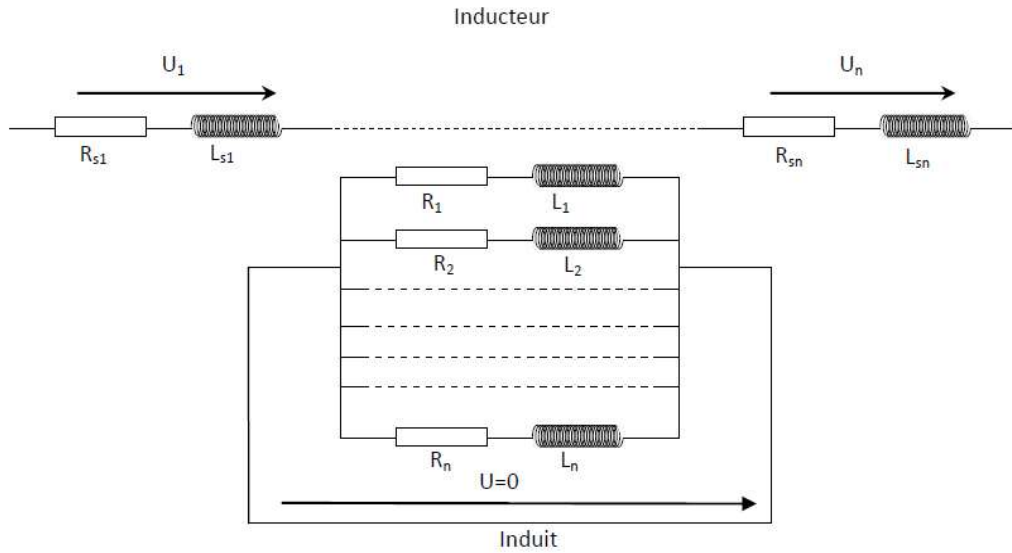 Inducteur
U1 Un
Rs1 Ls1 Rsn Lsn
R1 L1
R2 L2
Rn Ln
U=0
Induit